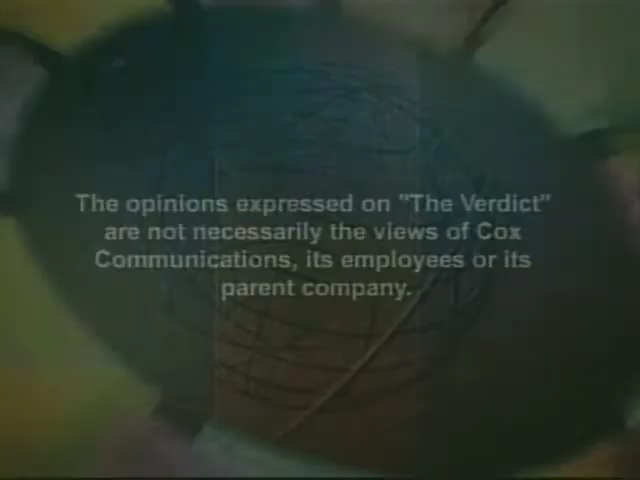 The opinions expressed on "The Verdict"
are not necessarily the views of Cox
Communications, its employees or its
parent company.